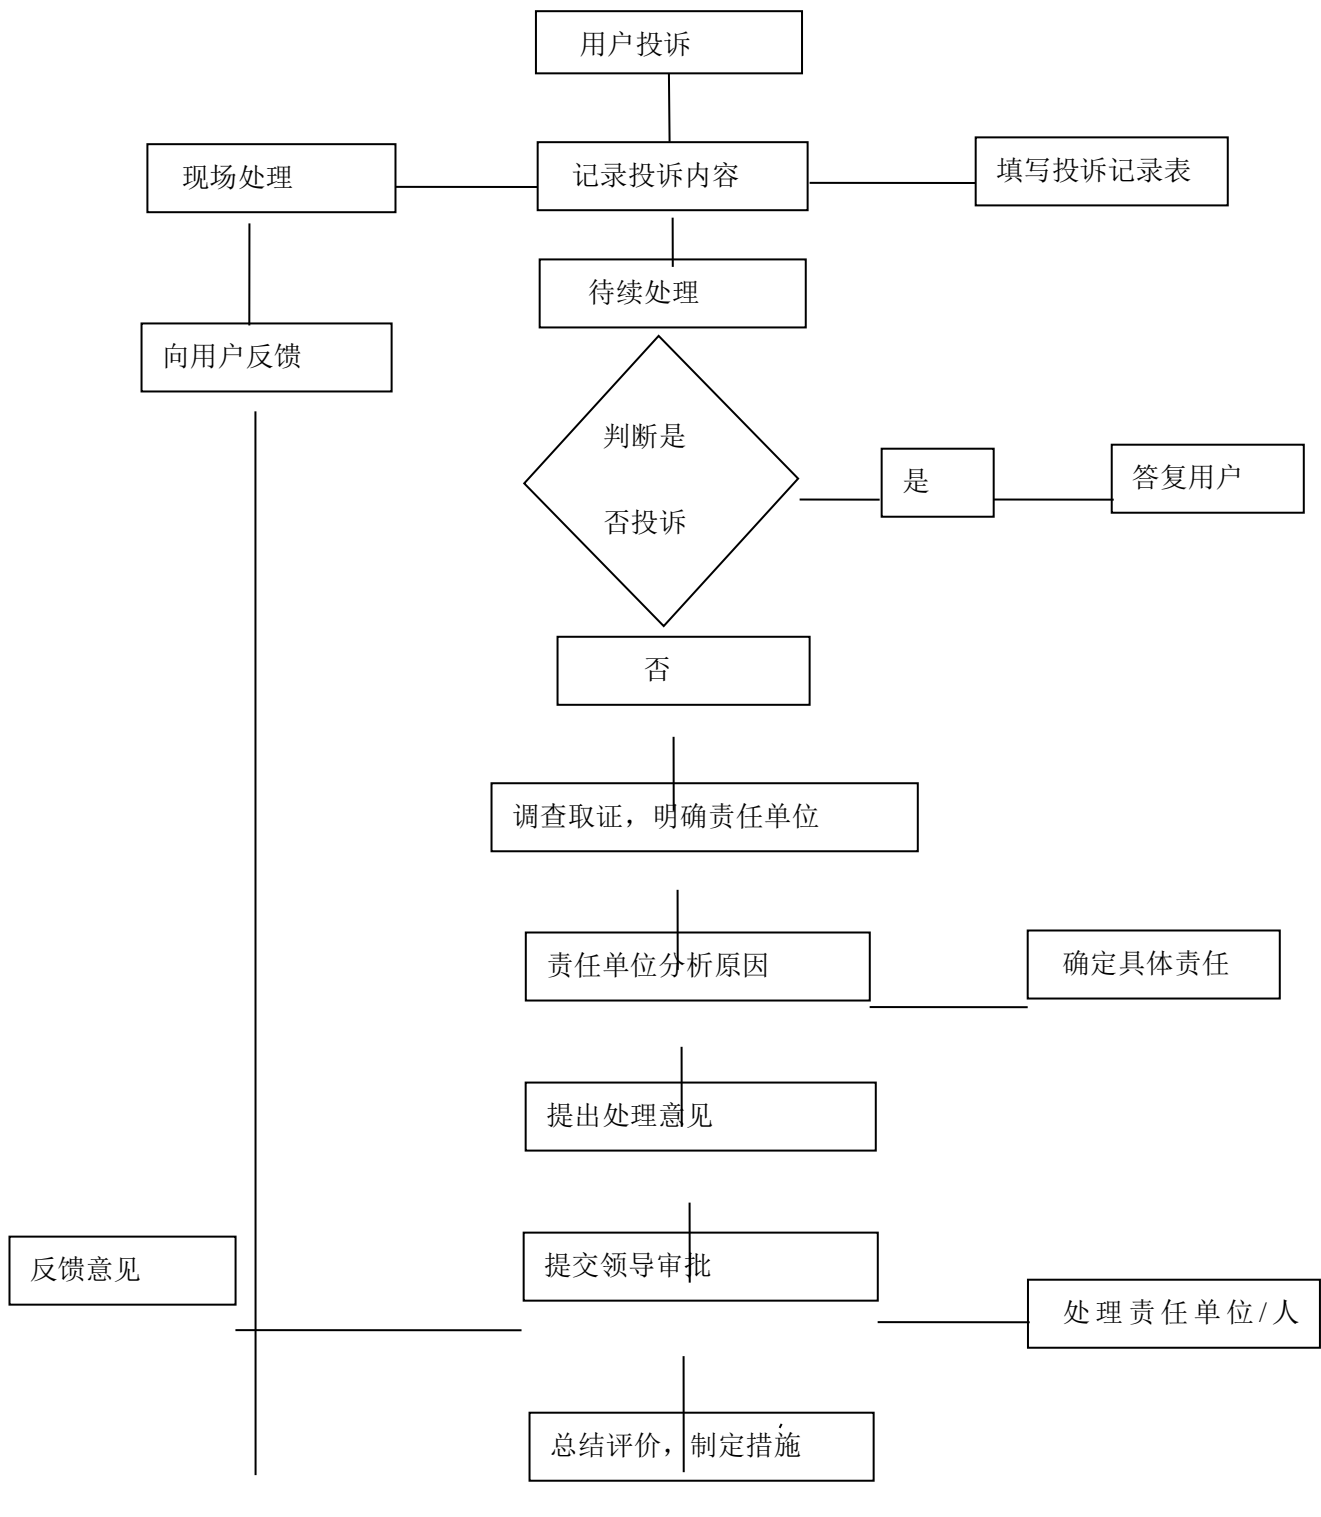 用户投诉
现场处理
记录投诉内容
填写投诉记录表
待续处理
向用户反馈
判断是
否投诉
是
答复用户
否
调查取证，明确责任单位
责任单位分析原因
确定具体责任
提出处理意见
反馈意见
提交领导审批
处理责任单位/人
总结评价，制定措施